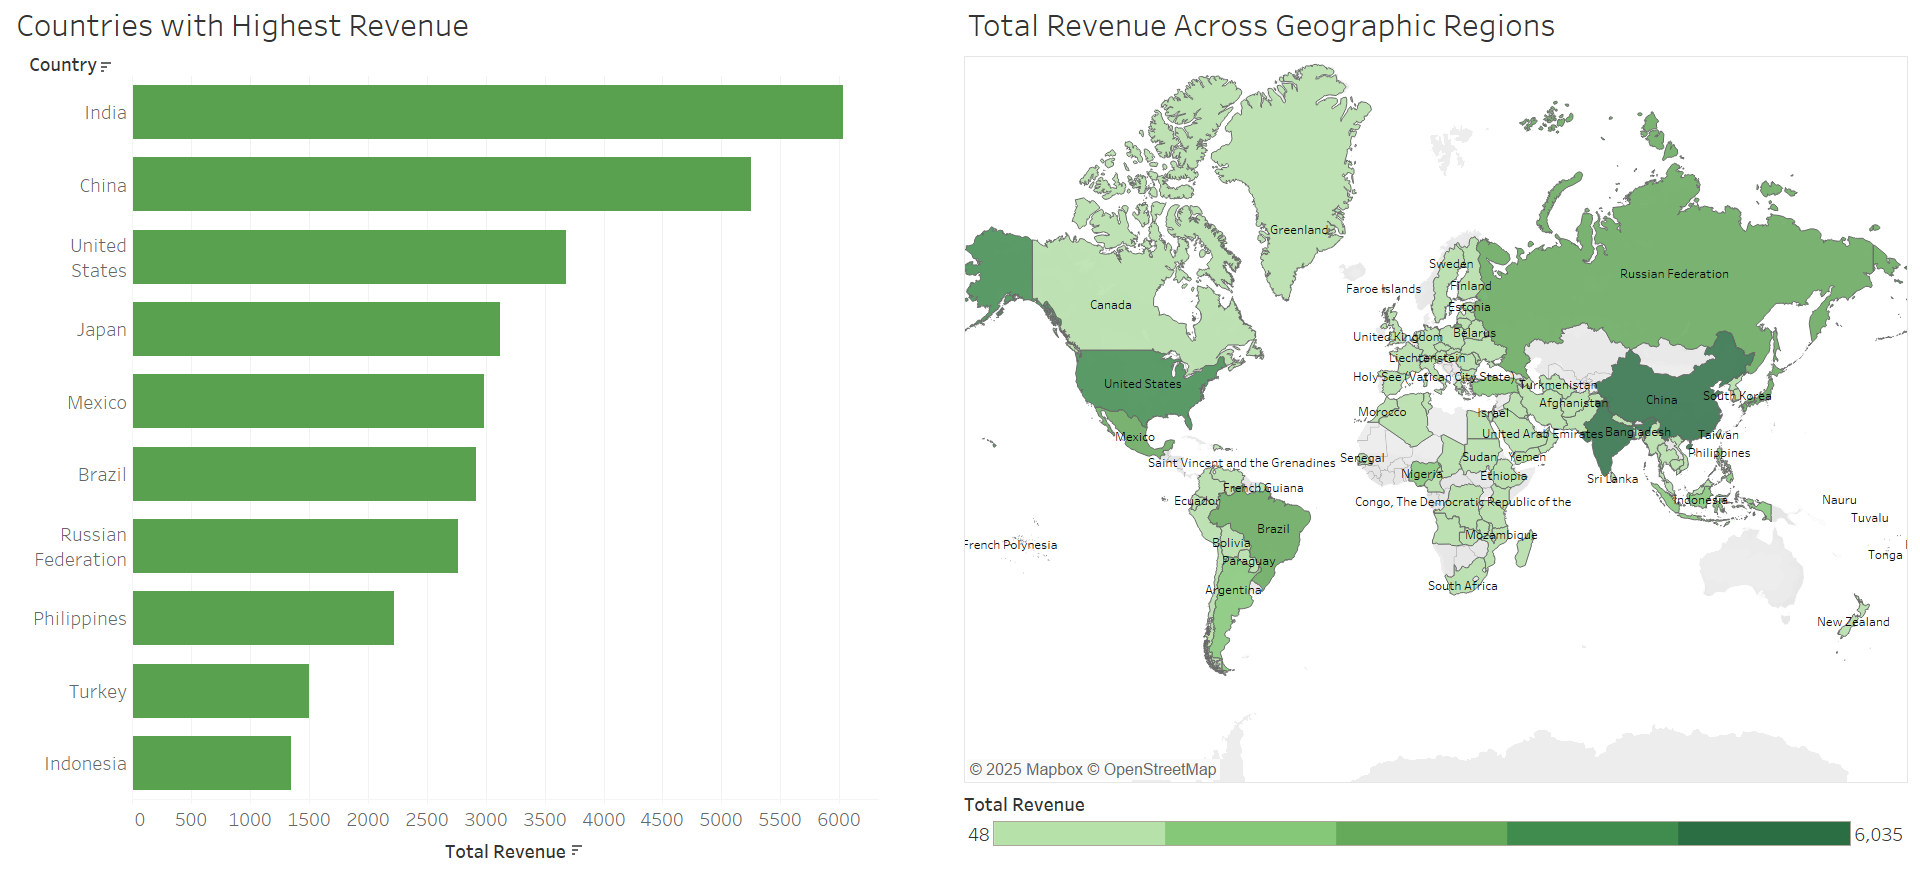 Countries with Highest Revenue
Country
India
China
United
States
Japan
Mexico
Brazil
Russian
Federation
Philippines
Turkey
Indonesia
0 500 1000 1500 2000 2500 3000 3500 4000 4500 5000 5500 6000
Total Revenue
Total Revenue Across Geographic Regions
Greenland
Sweden
Russian Federation
Finland
Faroe Islands
Canada
Estonia
Belarus
United Kingdom
Liechtenstein
Holy See (Vatican City State)
United States
Turkmenistan
South Korea
China
Afghanistan
Morocco
Israel
Mexico
United Arab Emirates
Bangladesh
Taiwan
Philippines
Saint Vincent and the Grenadines
Senegal
Sudan
Yemen
Nigeria
Ethiopia
Sri Lanka
French Guiana
Ecuador
Congo, The Democratic Republic of the
Indonesia
Nauru
Tuvalu
Brazil
Mozambique
French Polynesia
Bolivia
Tonga
Paraguay
South Africa
Argentina
New Zealand
© 2025 Mapbox © OpenStreetMap
Total Revenue
48 6,035